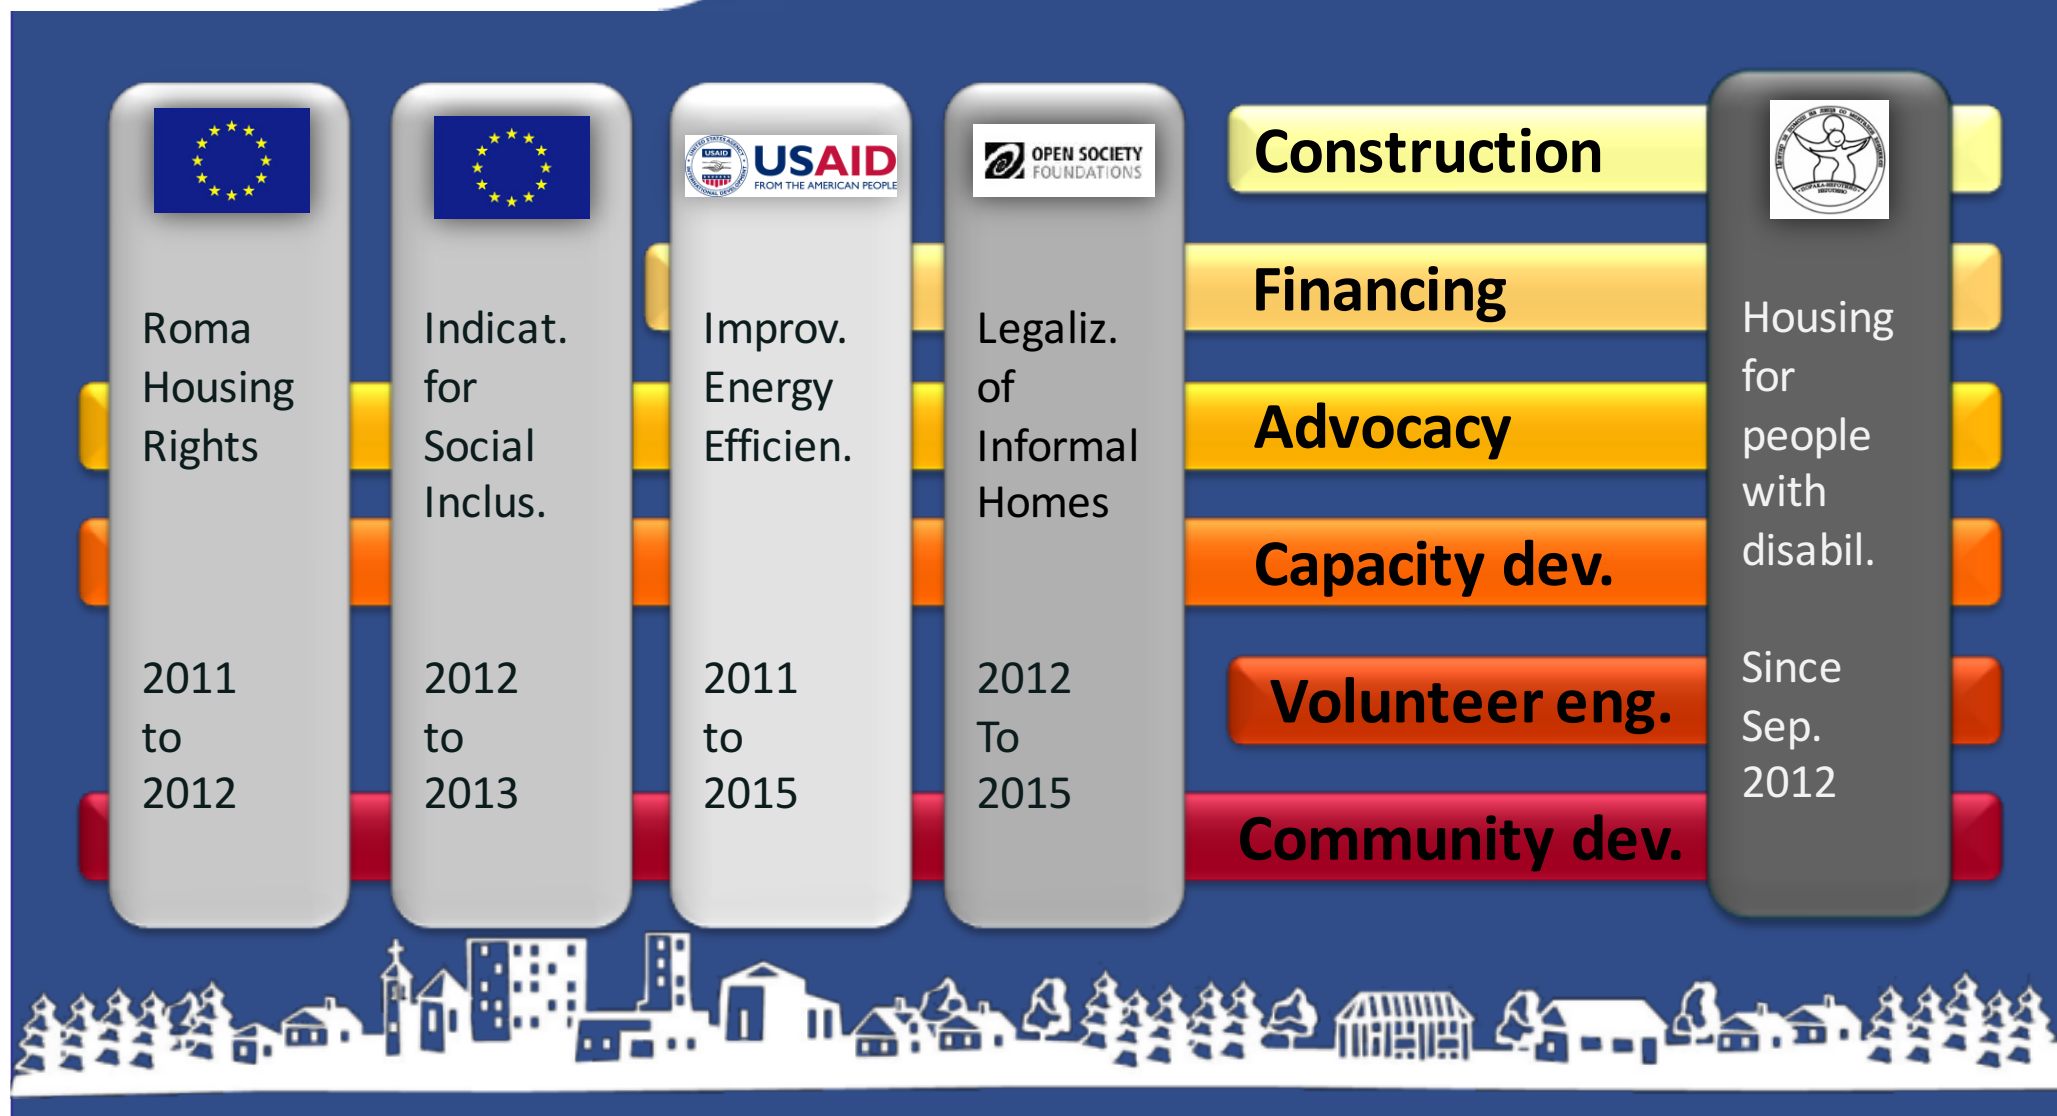 Roma
Housing
Rights
2011
to
2012
Indicat.
for
Social
Inclus.
2012
to
2013
USAID
USAID
FROM THE AMERICAN PEOPLE
Improv.
Energy
Efficien.
2011
to
2015
OPEN SOCIETY
FOUNDATIONS
Legaliz.
of
Informal
Homes
2012
To
2015
Construction
Financing
Advocacy
Capacity dev.
Volunteer eng.
Community dev.
Housing
for
people
with
disabil.
Since
Sep.
2012